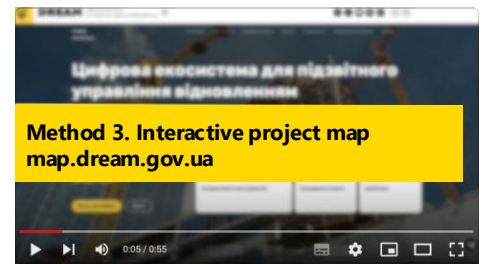 DREAM
Цифрова екосистема для підзвітного
управління відновленням
Method 3. Interactive project map
map.dream.gov.ua
0:05 / 0:55